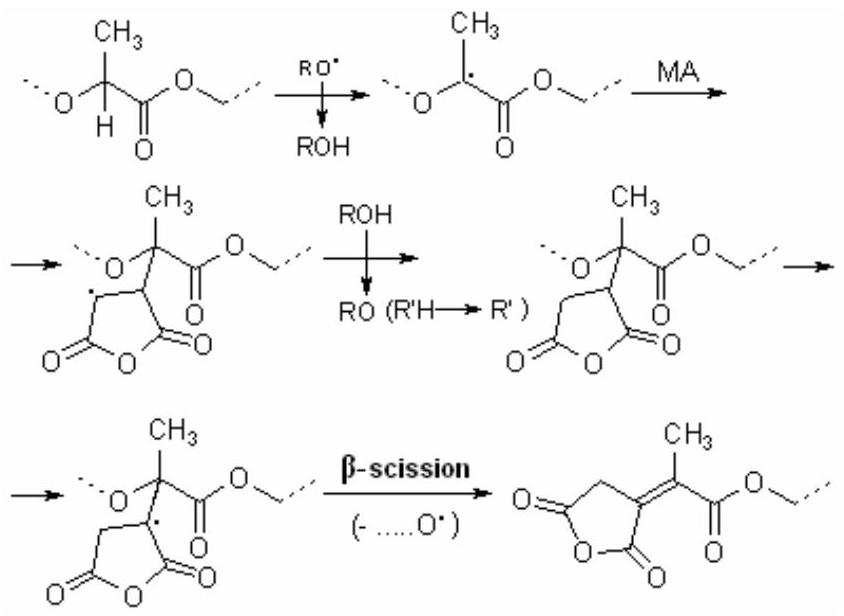 CH₃ CH₃
O H O O RO• ROH O • O O MA
CH₃ CH₃
O O O • O O O ROH RO (R'H → R' ) O O O O O O
CH₃ CH₃
O O O • O O O β-scission (- .....O•) O O O O O